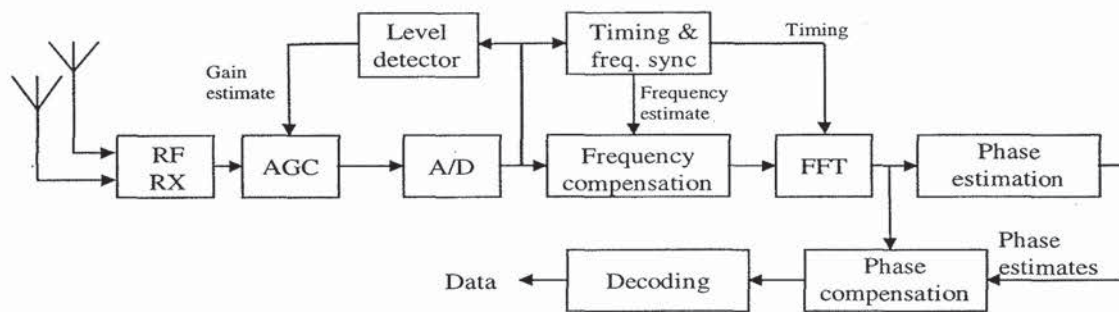 Level
detector
Timing &
freq. sync
Timing
Gain
estimate
Frequency
estimate
RF
RX
AGC
A/D
Frequency
compensation
FFT
Phase
estimation
Data
Decoding
Phase
compensation
Phase
estimates